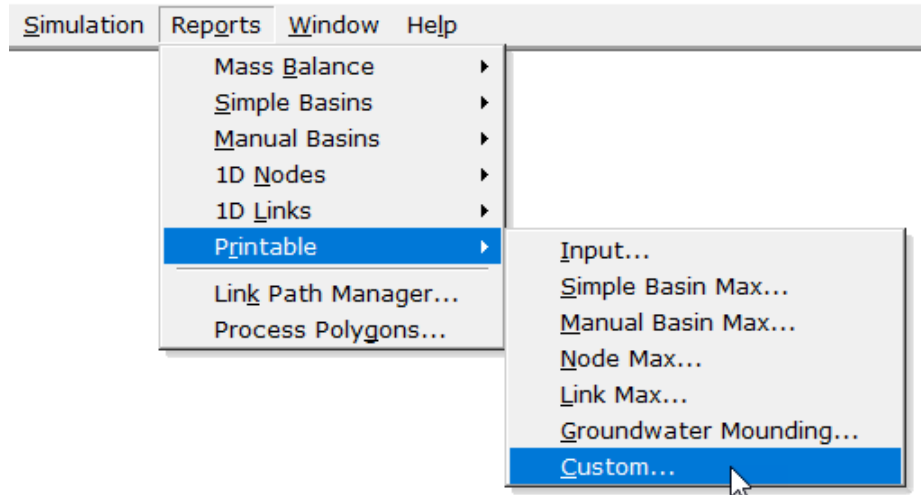 Simulation Reports Window Help
Mass Balance
Simple Basins
Manual Basins
1D Nodes
1D Links
Printable
Link Path Manager...
Process Polygons...
Input...
Simple Basin Max...
Manual Basin Max...
Node Max...
Link Max...
Groundwater Mounding...
Custom...